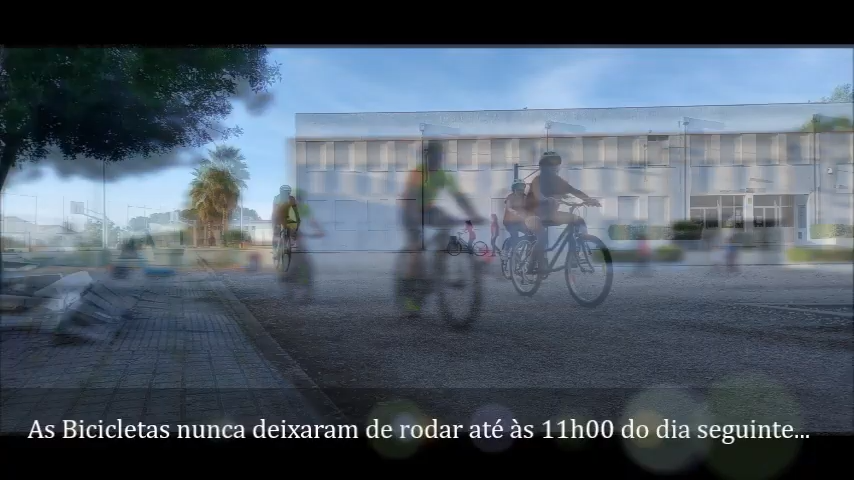 As Bicicletas nunca deixaram de rodar até às 11h00 do dia seguinte...